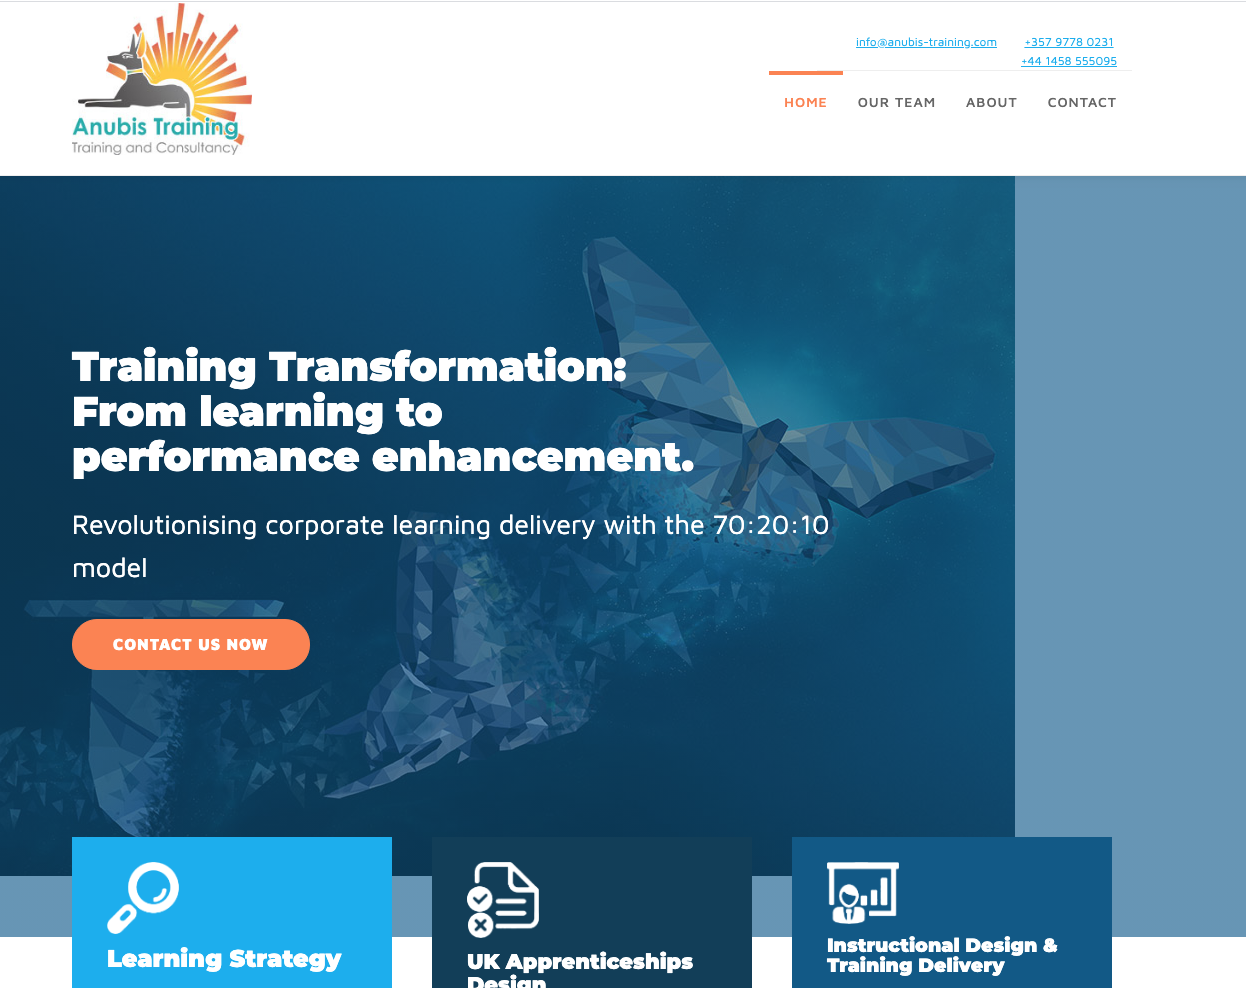 info@anubis-training.com
+357 9778 0231
+44 1458 555095
Anubis Training
Training and Consultancy
HOME
OUR TEAM
ABOUT
CONTACT
Training Transformation:
From learning to
performance enhancement.
Revolutionising corporate learning delivery with the 70:20:10
model
CONTACT US NOW
Learning Strategy
UK Apprenticeships
Design
Instructional Design &
Training Delivery